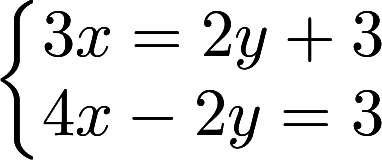 3x = 2y + 3
4x − 2y = 3